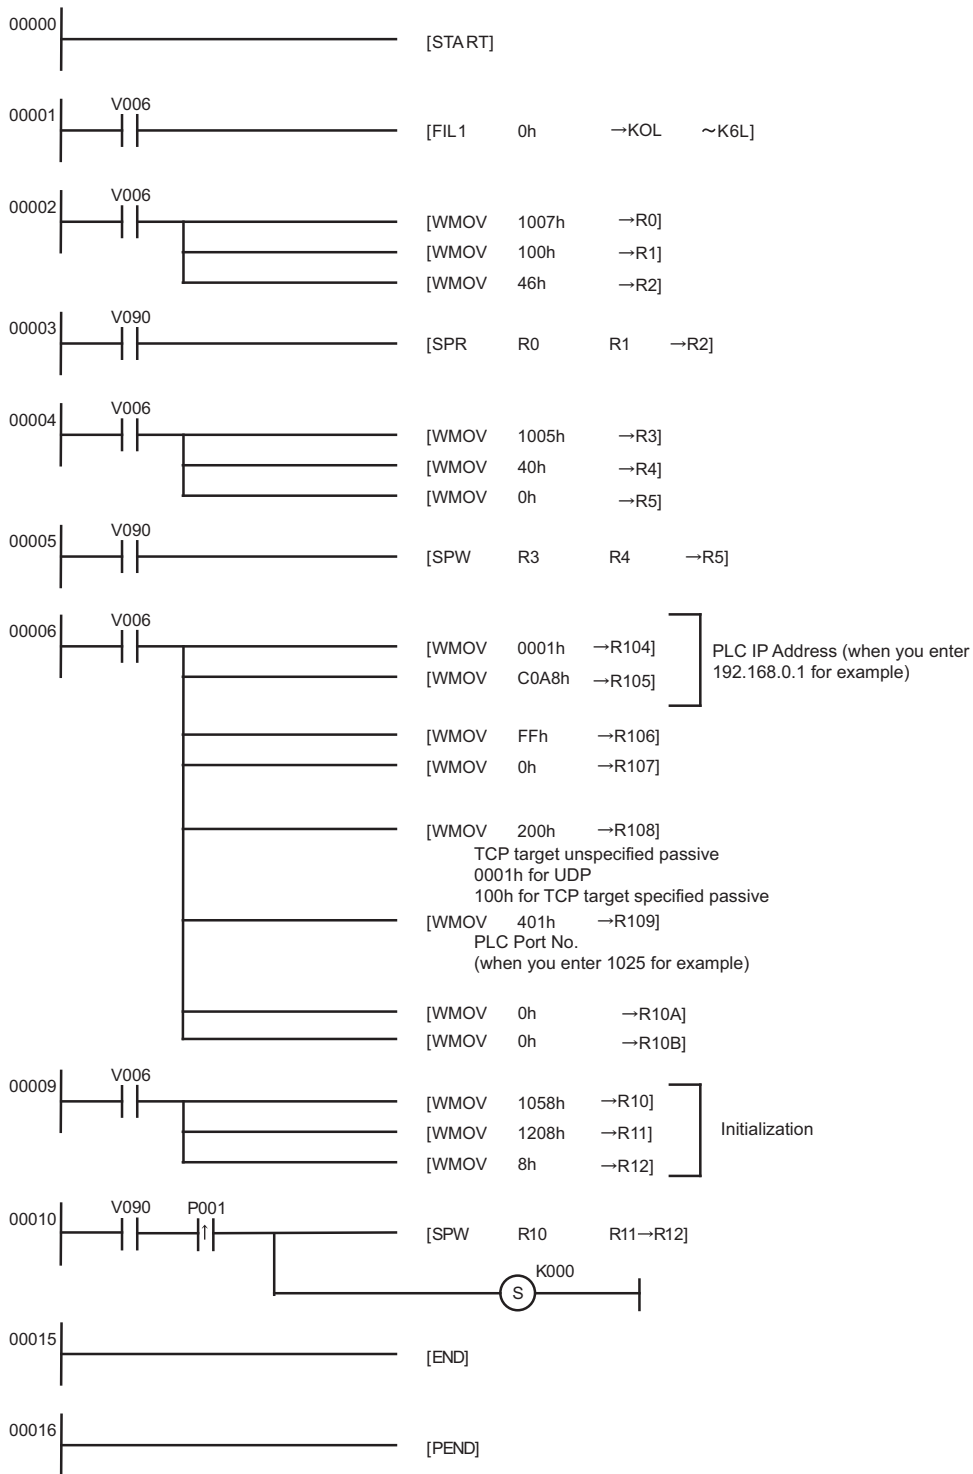 00000
[START]
00001
V006
[FIL1 0h →KOL ～K6L]
00002
V006
[WMOV 1007h →R0]
[WMOV 100h →R1]
[WMOV 46h →R2]
00003
V090
[SPR R0 R1 →R2]
00004
V006
[WMOV 1005h →R3]
[WMOV 40h →R4]
[WMOV 0h →R5]
00005
V090
[SPW R3 R4 →R5]
00006
V006
[WMOV 0001h →R104]
[WMOV C0A8h →R105]
PLC IP Address (when you enter
192.168.0.1 for example)
[WMOV FFh →R106]
[WMOV 0h →R107]
[WMOV 200h →R108]
TCP target unspecified passive
0001h for UDP
100h for TCP target specified passive
[WMOV 401h →R109]
PLC Port No.
(when you enter 1025 for example)
[WMOV 0h →R10A]
[WMOV 0h →R10B]
00009
V006
[WMOV 1058h →R10]
[WMOV 1208h →R11]
[WMOV 8h →R12]
Initialization
00010
V090 P001
↑
[SPW R10 R11→R12]
K000
S
00015
[END]
00016
[PEND]